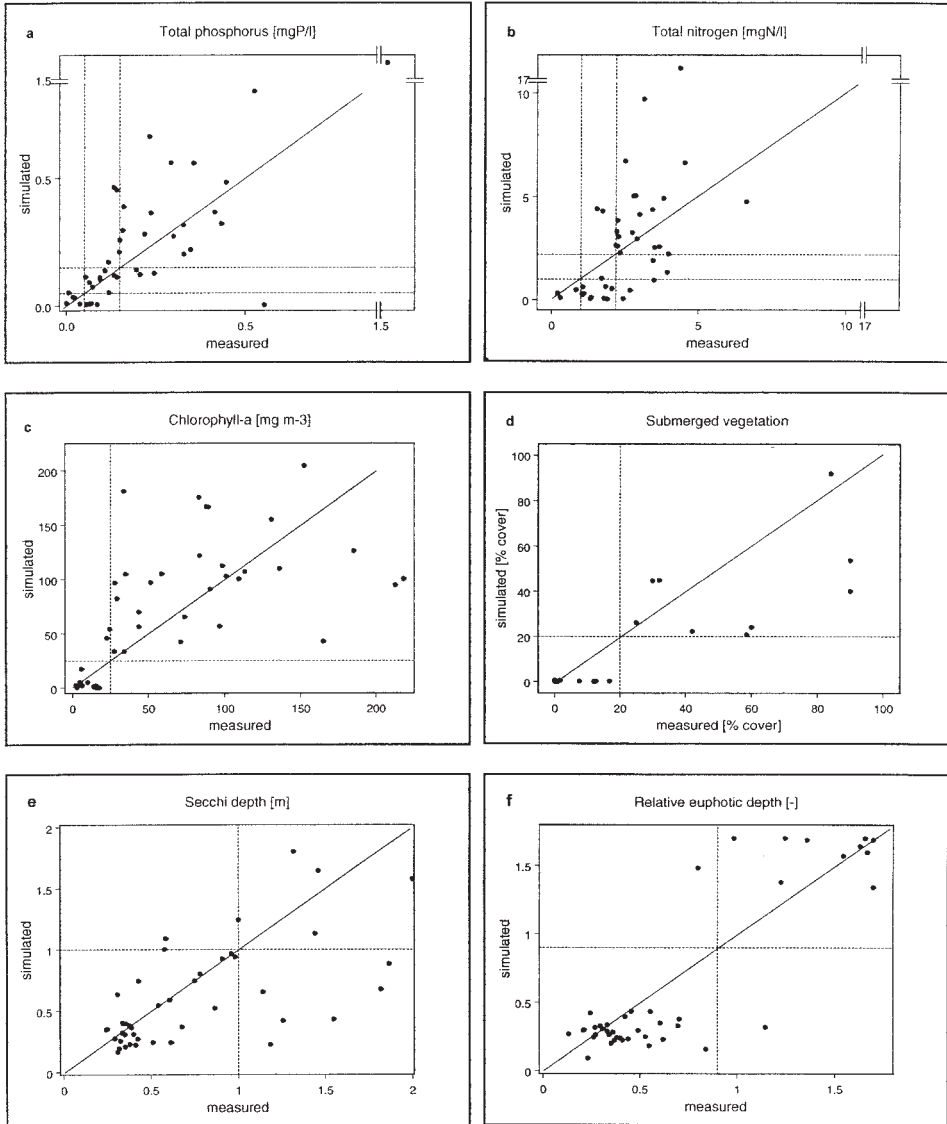 a
Total phosphorus [mgP/l]
1.5
0.5
0.0
simulated
0.0
0.5
1.5
measured
b
Total nitrogen [mgN/l]
17
10
5
0
simulated
0
5
10
17
measured
c
Chlorophyll-a [mg m-3]
200
150
100
50
0
simulated
0
50
100
150
200
measured
d
Submerged vegetation
100
80
60
40
20
0
simulated [% cover]
0
20
40
60
80
100
measured [% cover]
e
Secchi depth [m]
2
1.5
1
0.5
0
simulated
0
0.5
1
1.5
2
measured
f
Relative euphotic depth [-]
1.5
1
0.5
0
simulated
0
0.5
1
1.5
measured